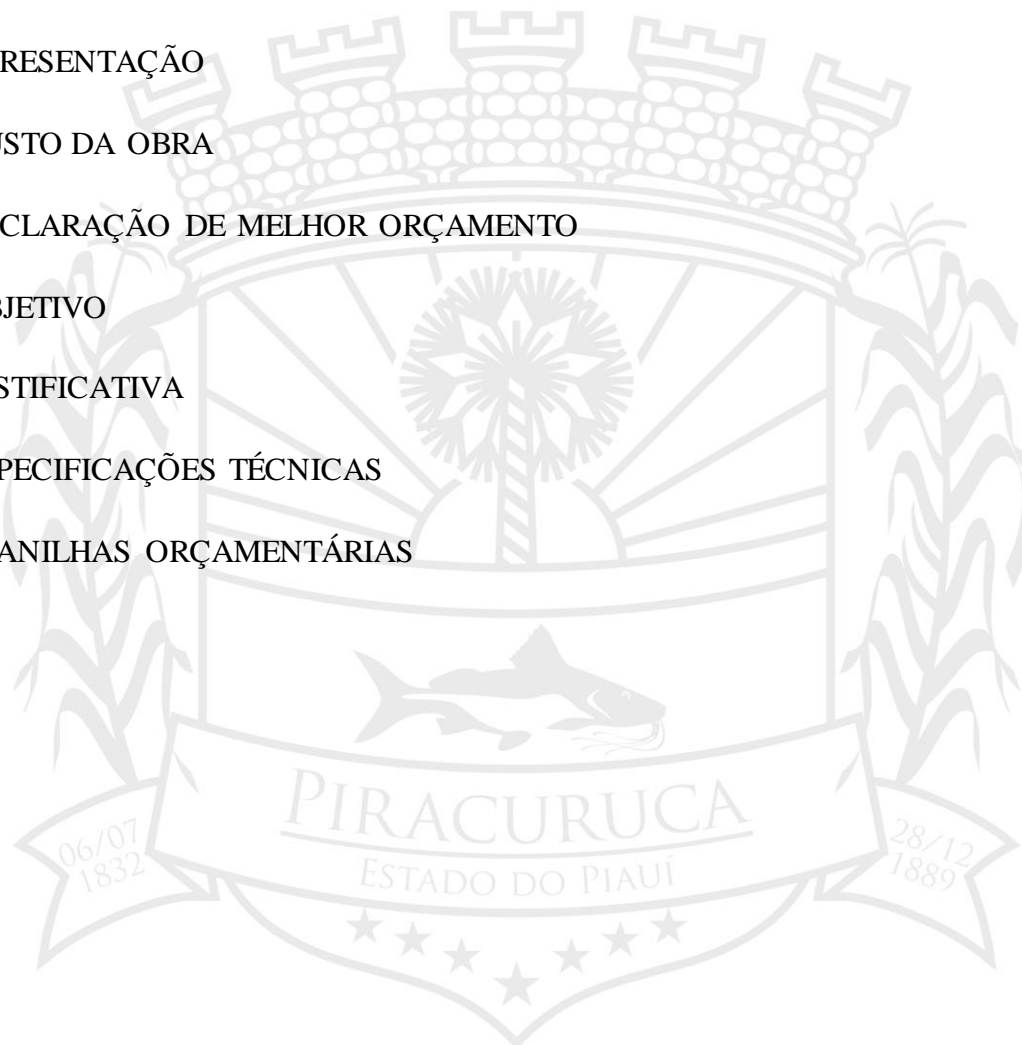 RESENTAÇÃO
USTO DA OBRA
CLARAÇÃO DE MELHOR ORÇAMENTO
BJETIVO
STIFICATIVA
PECIFICAÇÕES TÉCNICAS
ANILHAS ORÇAMENTÁRIAS
PIRACURUCA
06/07
1832
ESTADO DO PIAUÍ
28/12
1889